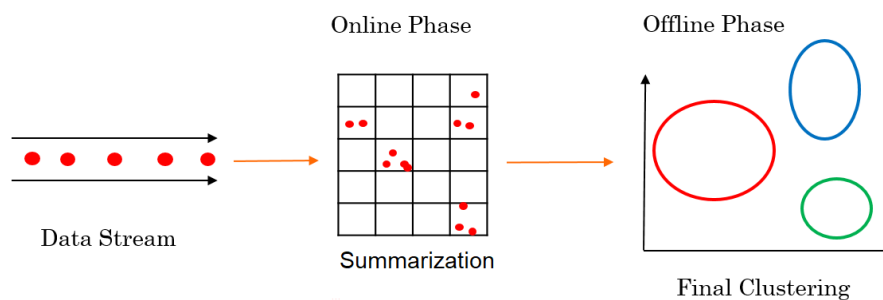 Online Phase
Offline Phase
Data Stream
Summarization
Final Clustering